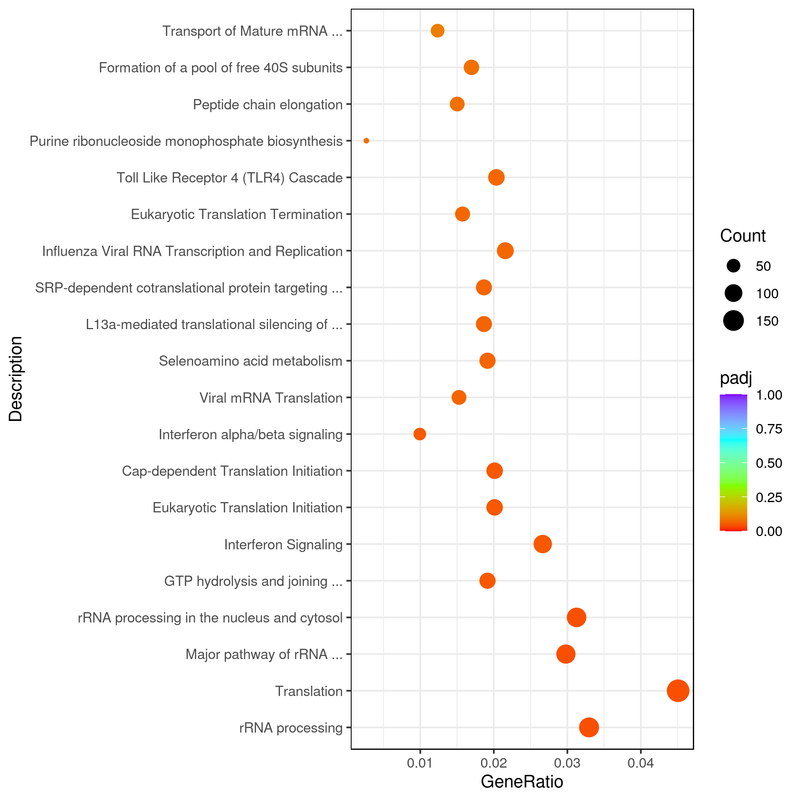 Transport of Mature mRNA ...
Formation of a pool of free 40S subunits
Peptide chain elongation
Purine ribonucleoside monophosphate biosynthesis
Toll Like Receptor 4 (TLR4) Cascade
Eukaryotic Translation Termination
Influenza Viral RNA Transcription and Replication
SRP-dependent cotranslational protein targeting ...
L13a-mediated translational silencing of ...
Selenoamino acid metabolism
Viral mRNA Translation
Interferon alpha/beta signaling
Cap-dependent Translation Initiation
Eukaryotic Translation Initiation
Interferon Signaling
GTP hydrolysis and joining ...
rRNA processing in the nucleus and cytosol
Major pathway of rRNA ...
Translation
rRNA processing
Description
0.01 0.02 0.03 0.04
GeneRatio
Count
50
100
150
padj
1.00
0.75
0.50
0.25
0.00